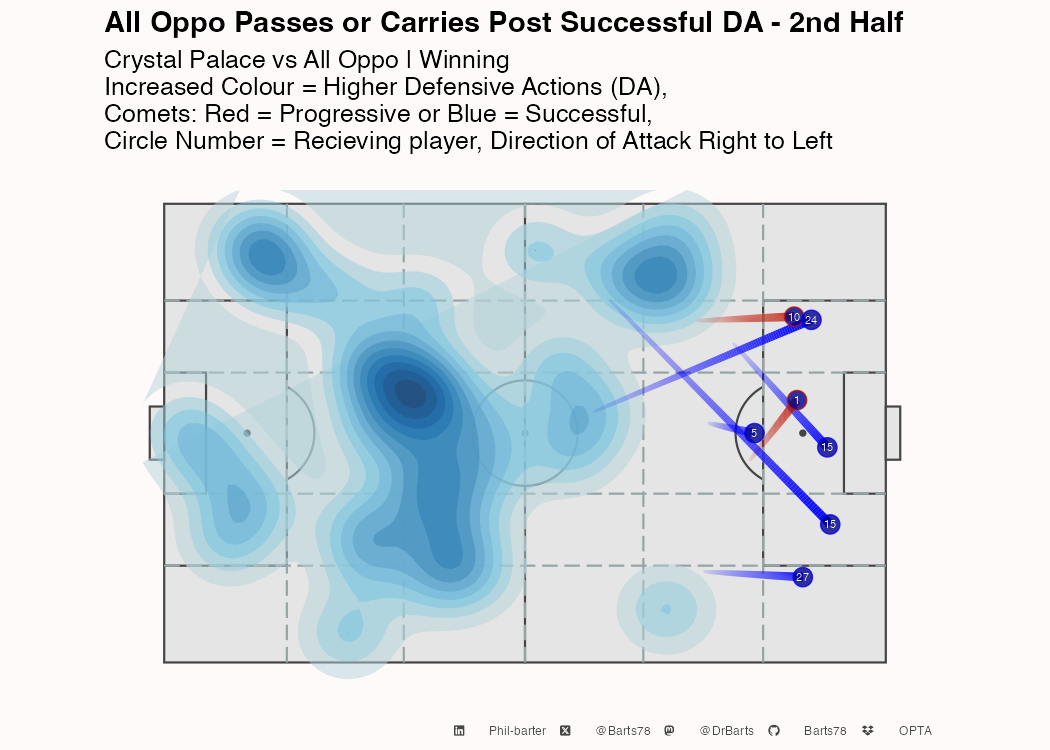 All Oppo Passes or Carries Post Successful DA - 2nd Half
Crystal Palace vs All Oppo | Winning
Increased Colour = Higher Defensive Actions (DA),
Comets: Red = Progressive or Blue = Successful,
Circle Number = Recieving player, Direction of Attack Right to Left
10 24
1
5
15
15
27
Phil-barter @Barts78 @DrBarts Barts78 OPTA